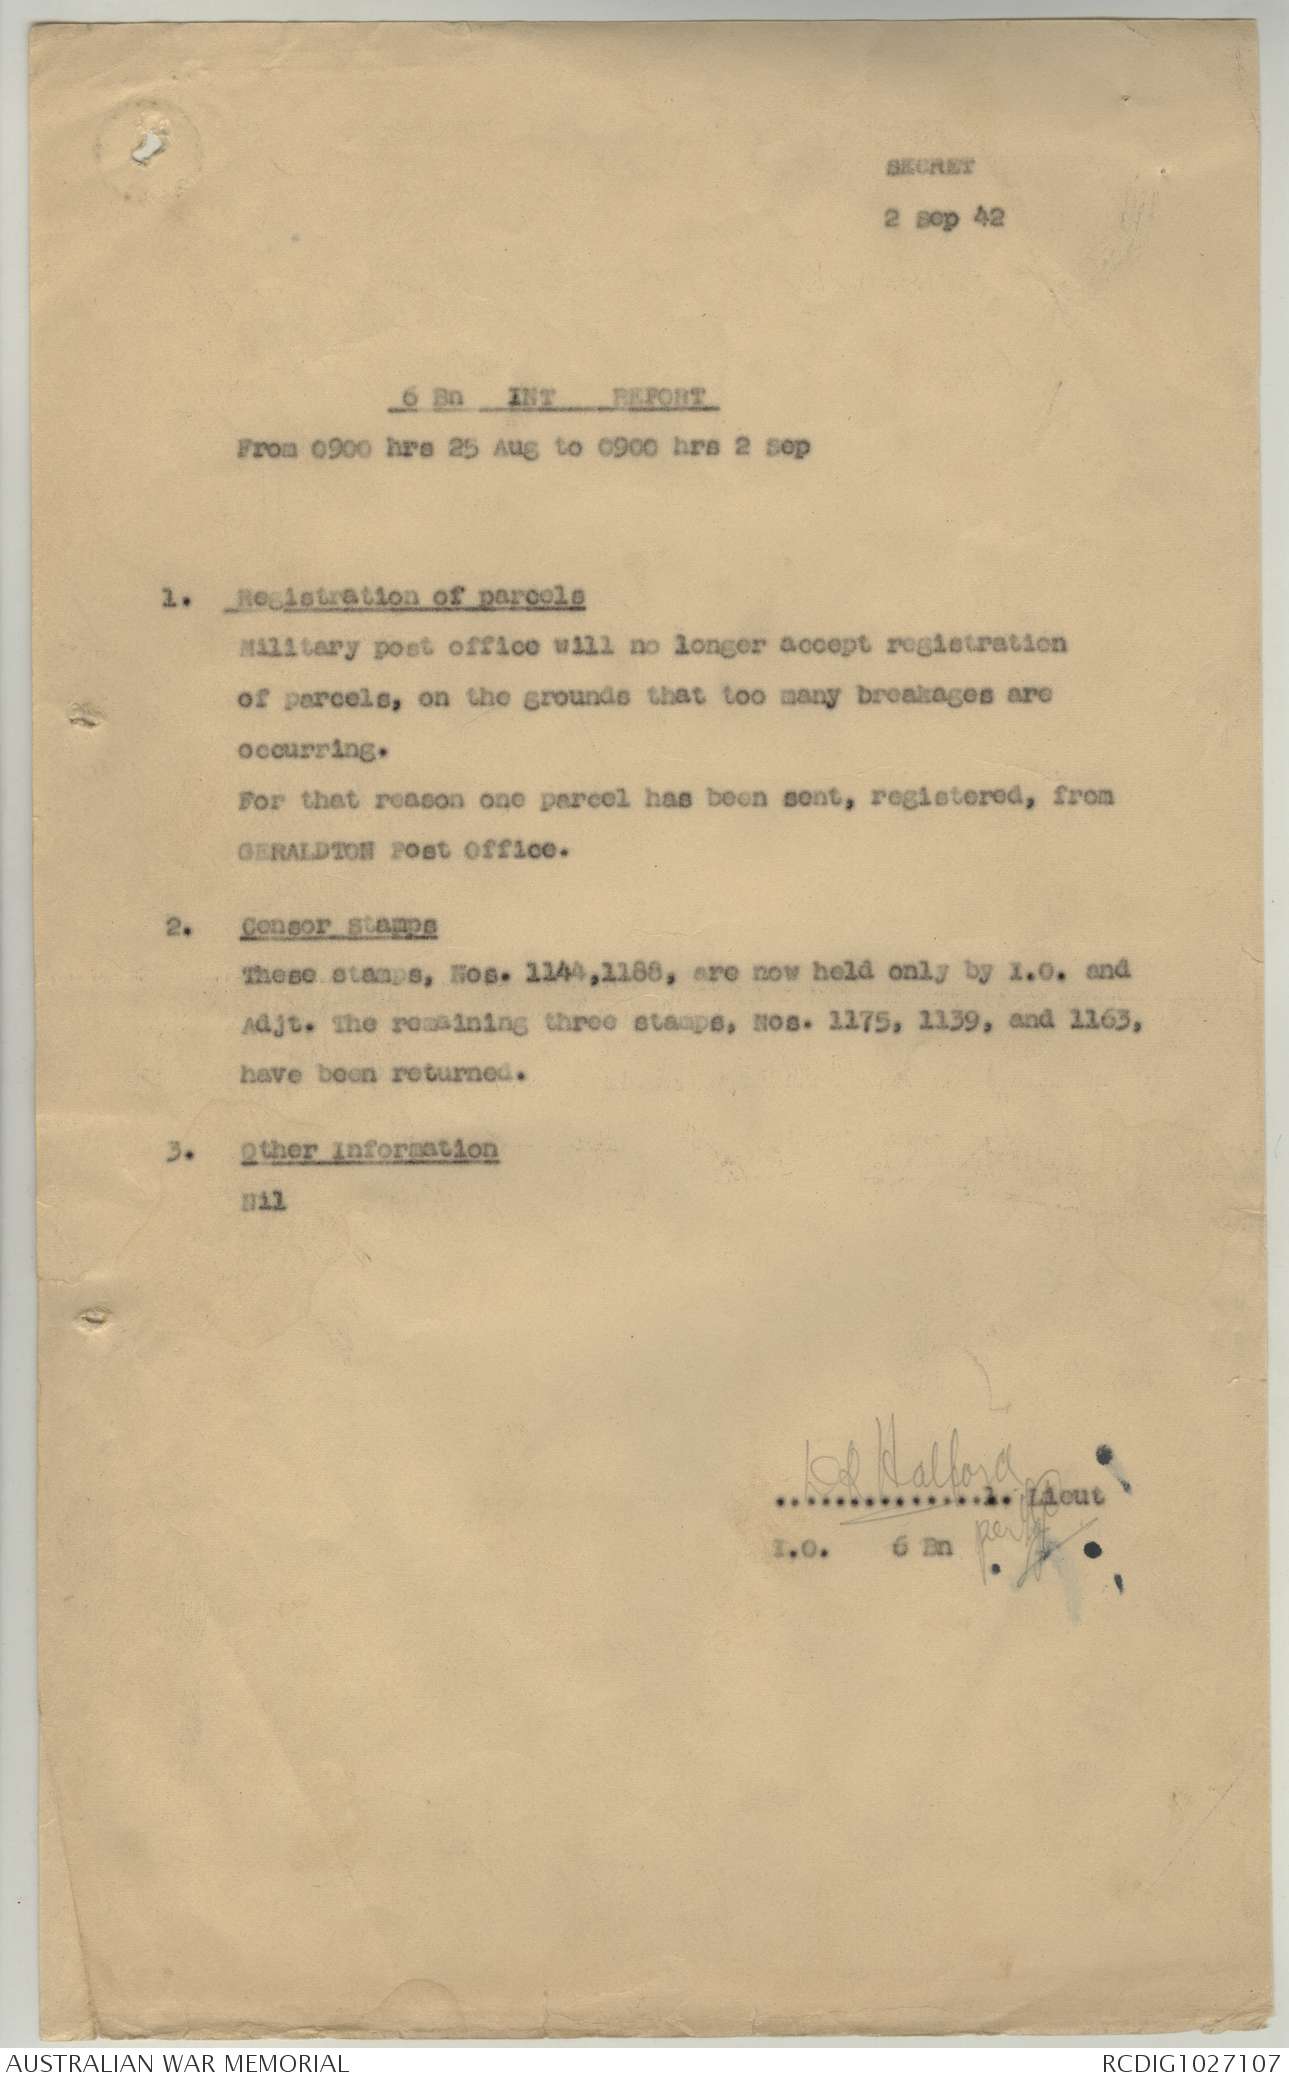 SECRET
2 Sep 42
6 Bn INT REPORT
From 0900 hrs 25 Aug to 0900 hrs 2 Sep
1. Registration of parcels
Military post office will no longer accept registration
of parcels, on the grounds that too many breakages are
occurring.
For that reason one parcel has been sent, registered, from
GERALDTON Post Office.
2. Censor Stamps
These stamps, Nos. 1144,1188, are now held only by I.O. and
Adjt. The remaining three stamps, Nos. 1175, 1139, and 1163,
have been returned.
3. Other Information
Nil
Halford
..............l. Lieut
I.O. 6 Bn per
AUSTRALIAN WAR MEMORIAL
RCDIG1027107